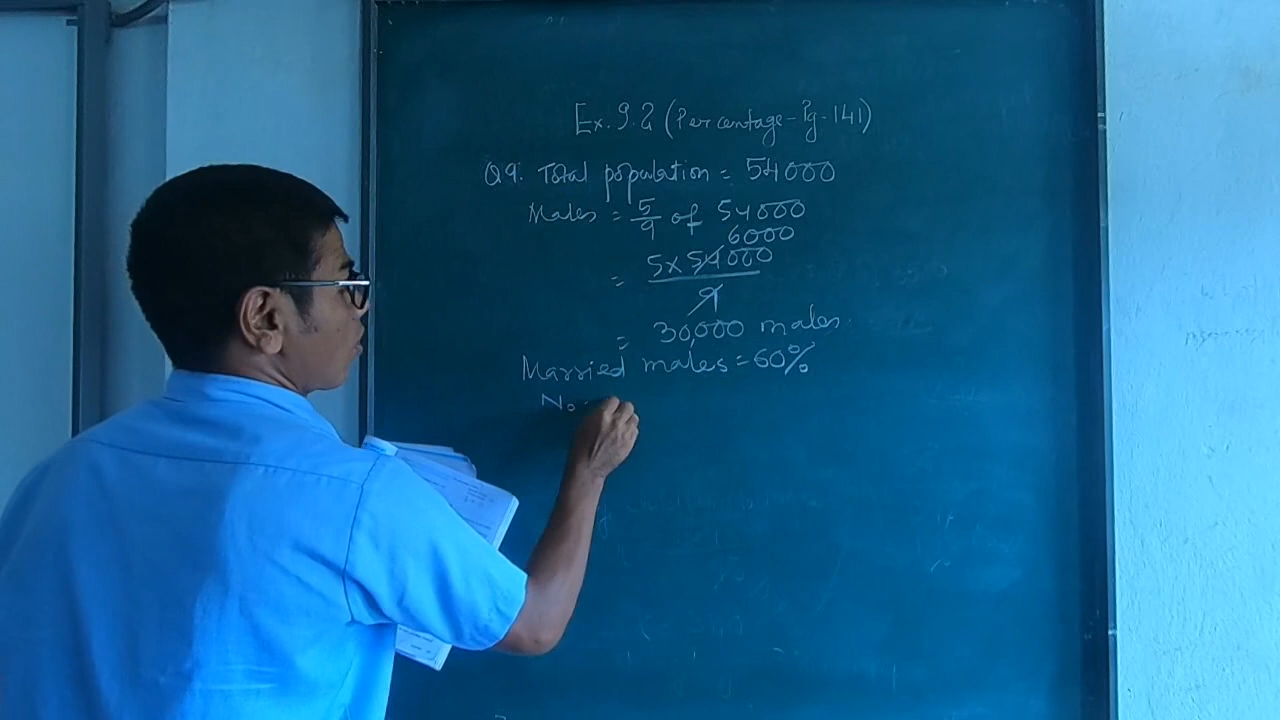 Ex. 9.2 (Percentage - Pg - 141)
Q9. Total population = 54000
Males = 5/9 of 54000
6000
= 5 x 54000 / 9
= 30,000 males
Married males = 60%
No